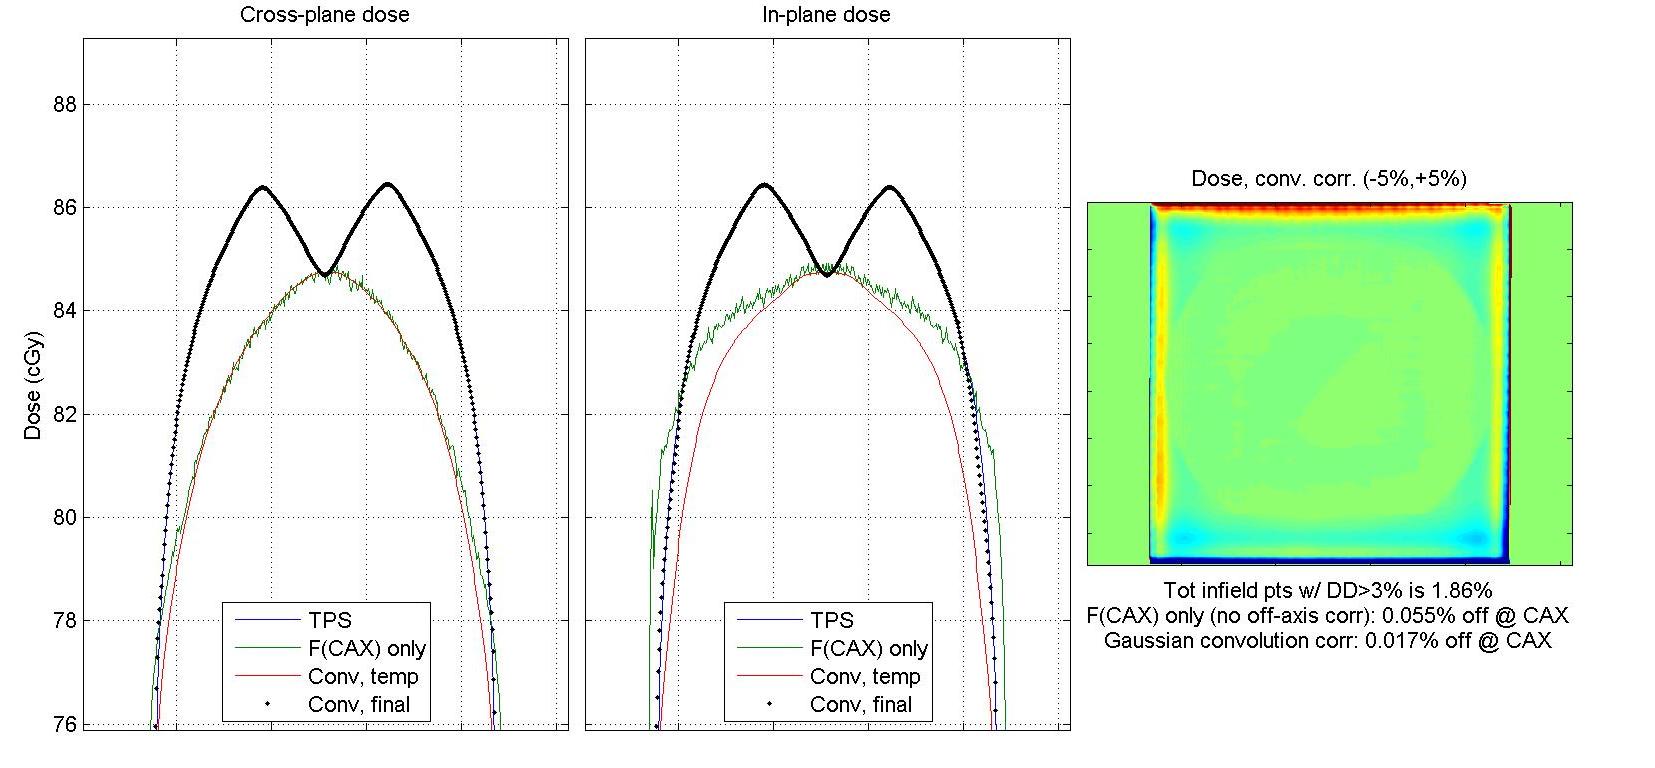 Cross-plane dose
In-plane dose
Dose (cGy)
88
86
84
82
80
78
76
TPS
F(CAX) only
Conv, temp
Conv, final
TPS
F(CAX) only
Conv, temp
Conv, final
Dose, conv. corr. (-5%,+5%)
Tot infield pts w/ DD>3% is 1.86%
F(CAX) only (no off-axis corr): 0.055% off @ CAX
Gaussian convolution corr: 0.017% off @ CAX